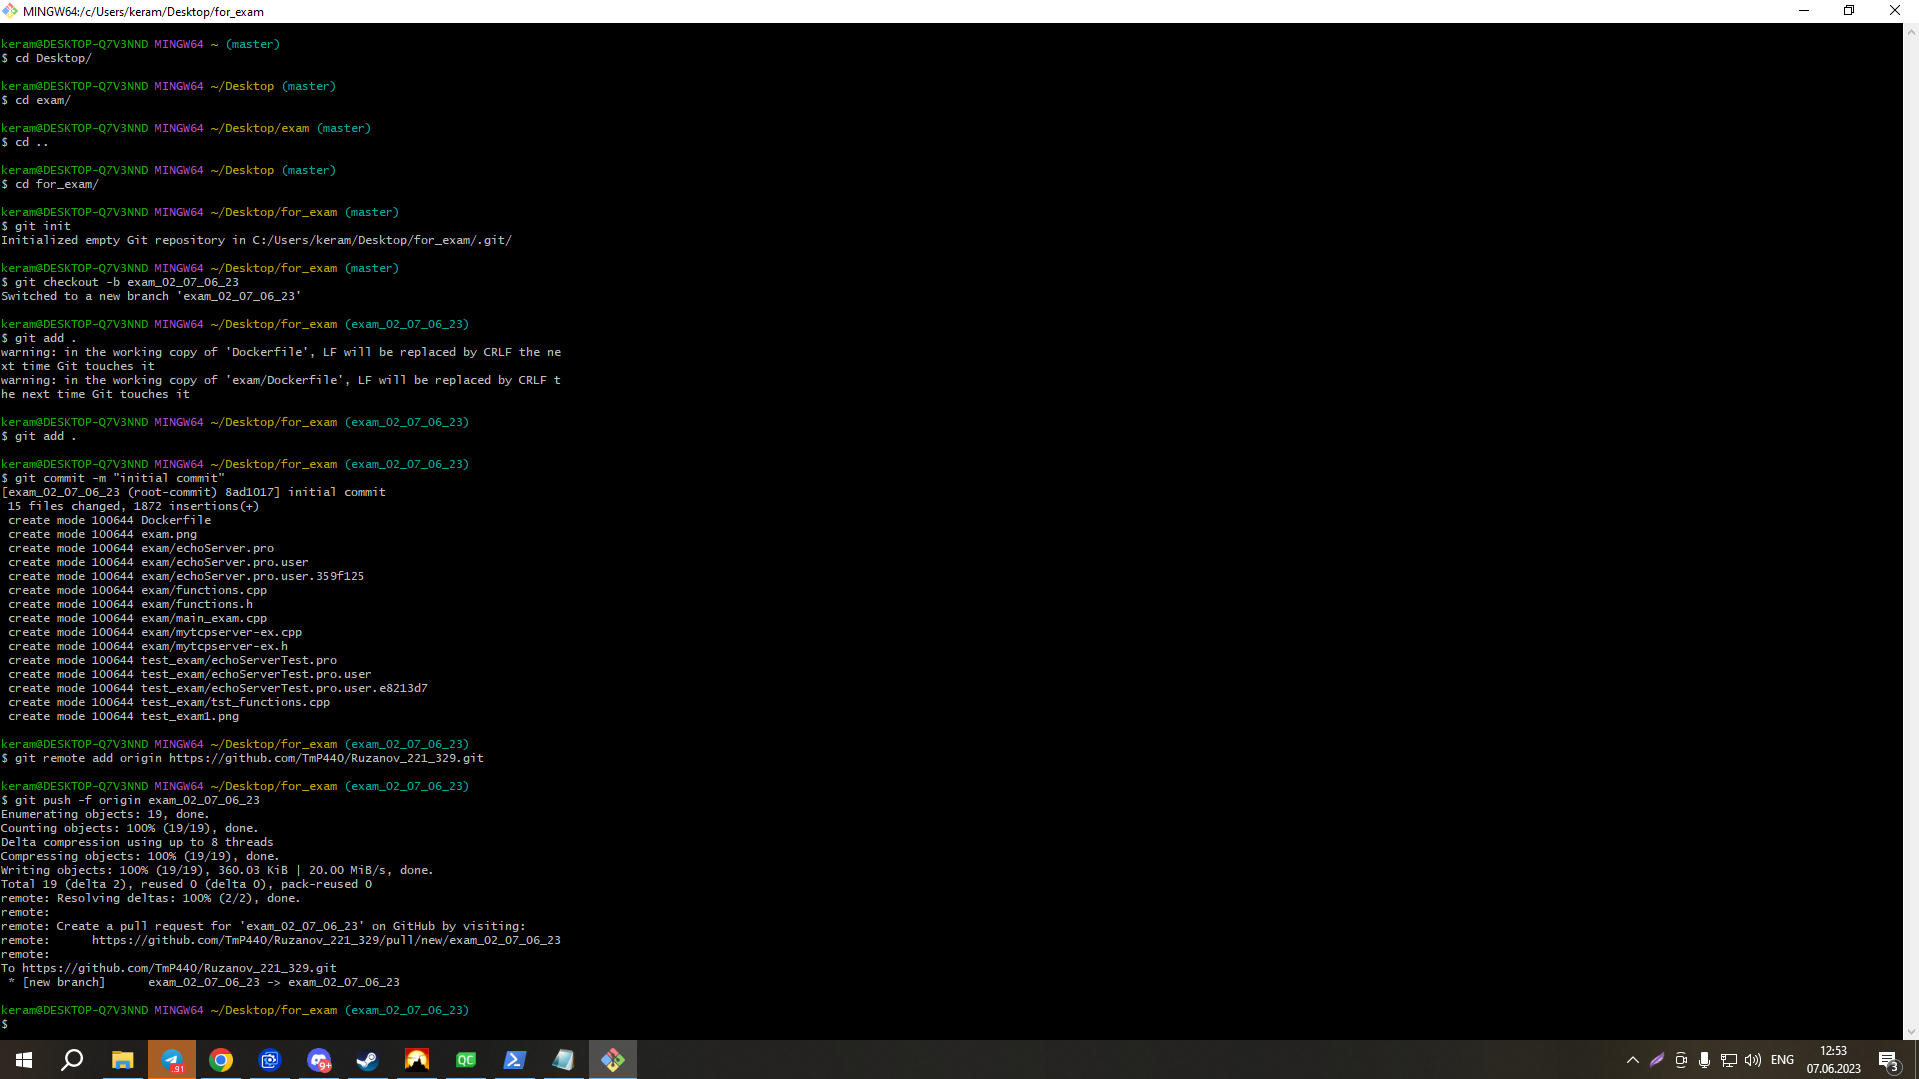 MINGW64:/c/Users/keram/Desktop/for_exam
keram@DESKTOP-Q7V3NND MINGW64 ~ (master)
$ cd Desktop/
keram@DESKTOP-Q7V3NND MINGW64 ~/Desktop (master)
$ cd exam/
keram@DESKTOP-Q7V3NND MINGW64 ~/Desktop/exam (master)
$ cd ..
keram@DESKTOP-Q7V3NND MINGW64 ~/Desktop (master)
$ cd for_exam/
keram@DESKTOP-Q7V3NND MINGW64 ~/Desktop/for_exam (master)
$ git init
Initialized empty Git repository in C:/Users/keram/Desktop/for_exam/.git/
keram@DESKTOP-Q7V3NND MINGW64 ~/Desktop/for_exam (master)
$ git checkout -b exam_02_07_06_23
Switched to a new branch 'exam_02_07_06_23'
keram@DESKTOP-Q7V3NND MINGW64 ~/Desktop/for_exam (exam_02_07_06_23)
$ git add .
warning: in the working copy of 'Dockerfile', LF will be replaced by CRLF the ne
xt time Git touches it
warning: in the working copy of 'exam/Dockerfile', LF will be replaced by CRLF t
he next time Git touches it
keram@DESKTOP-Q7V3NND MINGW64 ~/Desktop/for_exam (exam_02_07_06_23)
$ git add .
keram@DESKTOP-Q7V3NND MINGW64 ~/Desktop/for_exam (exam_02_07_06_23)
$ git commit -m "initial commit"
[exam_02_07_06_23 (root-commit) 8ad1017] initial commit
15 files changed, 1872 insertions(+)
create mode 100644 Dockerfile
create mode 100644 exam.png
create mode 100644 exam/echoServer.pro
create mode 100644 exam/echoServer.pro.user
create mode 100644 exam/echoServer.pro.user.359f125
create mode 100644 exam/functions.cpp
create mode 100644 exam/functions.h
create mode 100644 exam/main_exam.cpp
create mode 100644 exam/mytcpserver-ex.cpp
create mode 100644 exam/mytcpserver-ex.h
create mode 100644 test_exam/echoServerTest.pro
create mode 100644 test_exam/echoServerTest.pro.user
create mode 100644 test_exam/echoServerTest.pro.user.e8213d7
create mode 100644 test_exam/tst_functions.cpp
create mode 100644 test_exam1.png
keram@DESKTOP-Q7V3NND MINGW64 ~/Desktop/for_exam (exam_02_07_06_23)
$ git remote add origin https://github.com/TmP440/Ruzanov_221_329.git
keram@DESKTOP-Q7V3NND MINGW64 ~/Desktop/for_exam (exam_02_07_06_23)
$ git push -f origin exam_02_07_06_23
Enumerating objects: 19, done.
Counting objects: 100% (19/19), done.
Delta compression using up to 8 threads
Compressing objects: 100% (19/19), done.
Writing objects: 100% (19/19), 360.03 KiB | 20.00 MiB/s, done.
Total 19 (delta 2), reused 0 (delta 0), pack-reused 0
remote: Resolving deltas: 100% (2/2), done.
remote:
remote: Create a pull request for 'exam_02_07_06_23' on GitHub by visiting:
remote: https://github.com/TmP440/Ruzanov_221_329/pull/new/exam_02_07_06_23
remote:
To https://github.com/TmP440/Ruzanov_221_329.git
* [new branch] exam_02_07_06_23 -> exam_02_07_06_23
keram@DESKTOP-Q7V3NND MINGW64 ~/Desktop/for_exam (exam_02_07_06_23)
$
.91
9+
QC
ENG
12:53
07.06.2023
3